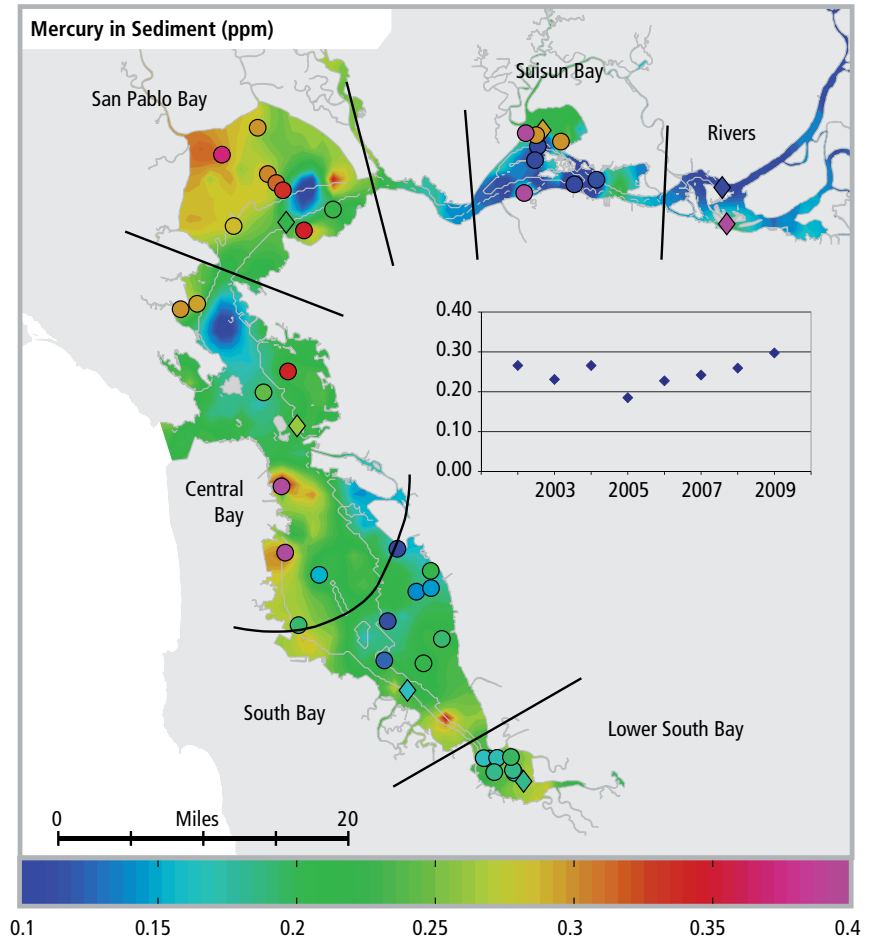 Mercury in Sediment (ppm)
San Pablo Bay
Suisun Bay
Rivers
0.40
0.30
0.20
0.10
0.00
2003 2005 2007 2009
Central
Bay
South Bay
Lower South Bay
0 Miles 20
0.1 0.15 0.2 0.25 0.3 0.35 0.4